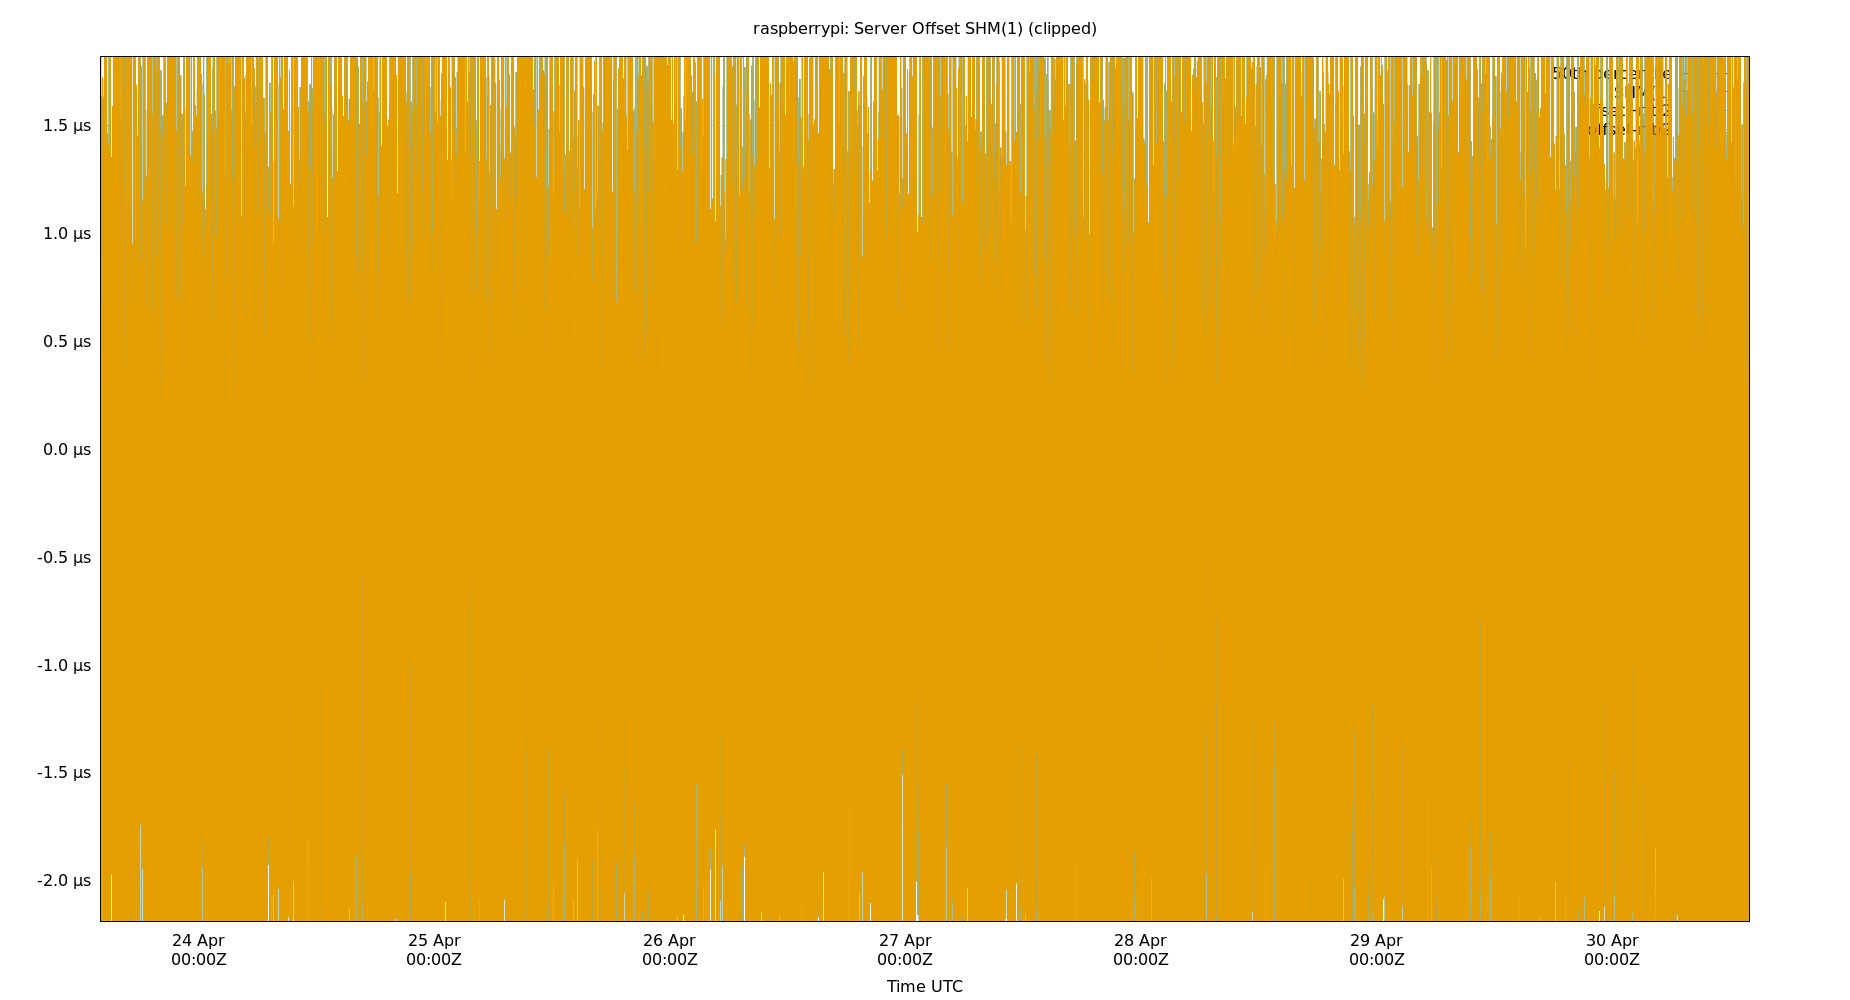 raspberrypi: Server Offset SHM(1) (clipped)
1.5 µs
1.0 µs
0.5 µs
0.0 µs
-0.5 µs
-1.0 µs
-1.5 µs
-2.0 µs
24 Apr 25 Apr 26 Apr 27 Apr 28 Apr 29 Apr 30 Apr
00:00Z 00:00Z 00:00Z 00:00Z 00:00Z 00:00Z 00:00Z
Time UTC